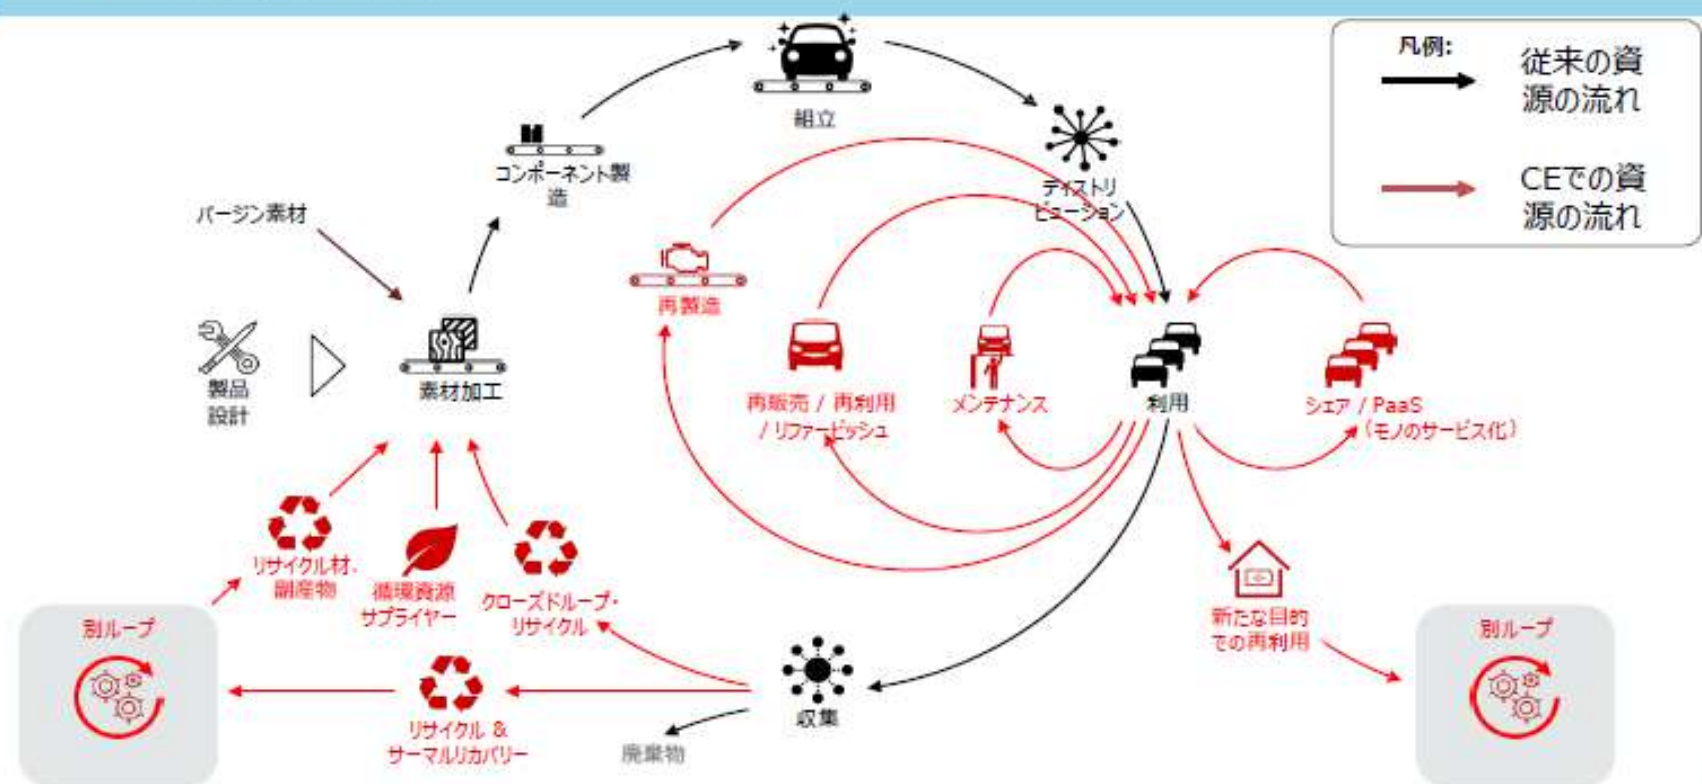 凡例:
従来の資
源の流れ
CEでの資
源の流れ
組立
コンポーネント製
造
ディストリ
ビューション
バージン素材
再製造
製品
設計
素材加工
再販売 / 再利用
/ リファービッシュ
メンテナンス
利用
シェア / PaaS
（モノのサービス化）
リサイクル材、
副産物
循環資源
サプライヤー
クローズドループ・
リサイクル
新たな目的
での再利用
別ループ
別ループ
リサイクル &
サーマルリカバリー
収集
廃棄物